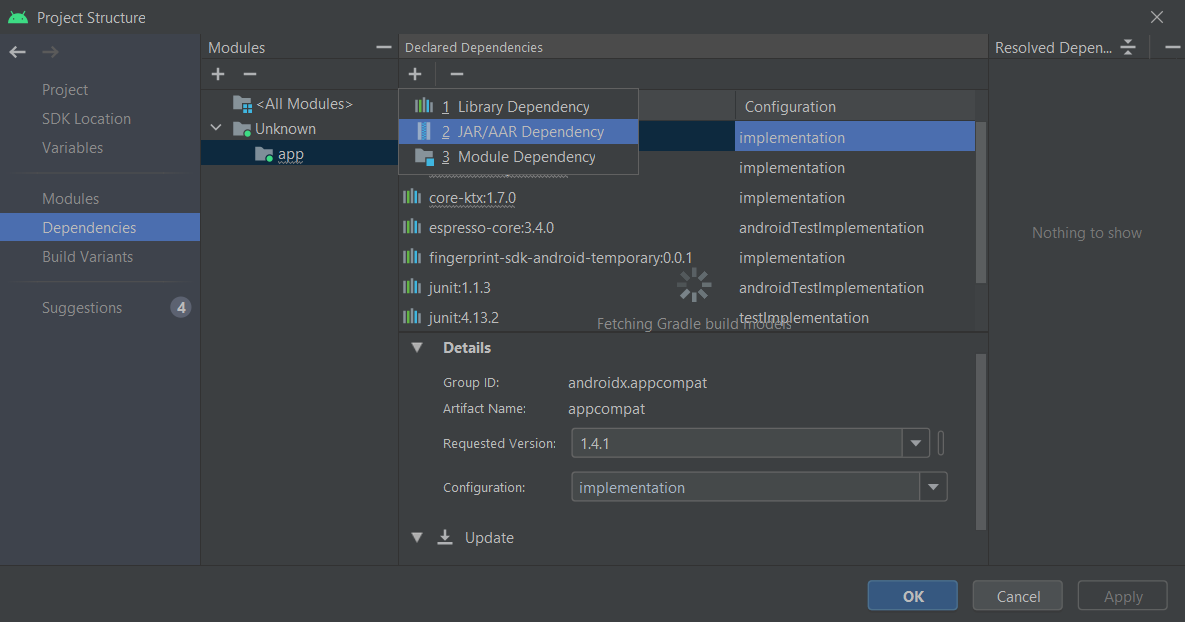 Project Structure
Project
SDK Location
Variables
Modules
Dependencies
Build Variants
Suggestions
4
Modules
<All Modules>
Unknown
app
Declared Dependencies
1 Library Dependency
2 JAR/AAR Dependency
3 Module Dependency
Configuration
implementation
implementation
core-ktx:1.7.0 implementation
espresso-core:3.4.0 androidTestImplementation
fingerprint-sdk-android-temporary:0.0.1 implementation
junit:1.1.3 androidTestImplementation
junit:4.13.2 testImplementation
Fetching Gradle build models
Details
Group ID: androidx.appcompat
Artifact Name: appcompat
Requested Version: 1.4.1
Configuration: implementation
Update
Resolved Depen...
Nothing to show
OK
Cancel
Apply